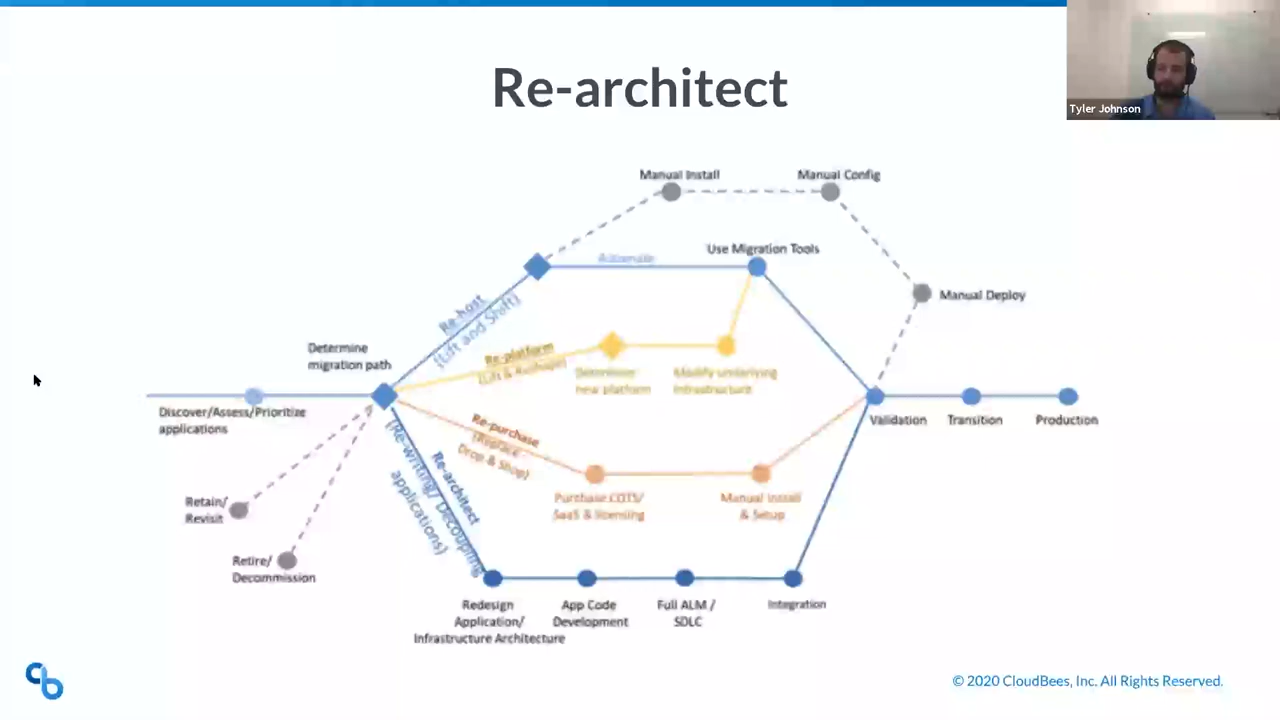 Re-architect
Tyler Johnson
Manual Install
Manual Config
Use Migration Tools
Automate
Manual Deploy
Re-host
(Lift and Shift)
Determine
migration path
Re-platform
(Lift & Reshape)
Determine
new platform
Modify underlying
infrastructure
Discover/Assess/Prioritize
applications
Validation
Transition
Production
Re-purchase
(Replace
Drop & Shop)
Purchase COTS/
SaaS & licensing
Manual install
& Setup
Re-architect
(Re-writing/ Decoupling
applications)
Retain/
Revisit
Retire/
Decommission
Redesign
Application/
Infrastructure Architecture
App Code
Development
Full ALM /
SDLC
Integration
© 2020 CloudBees, Inc. All Rights Reserved.